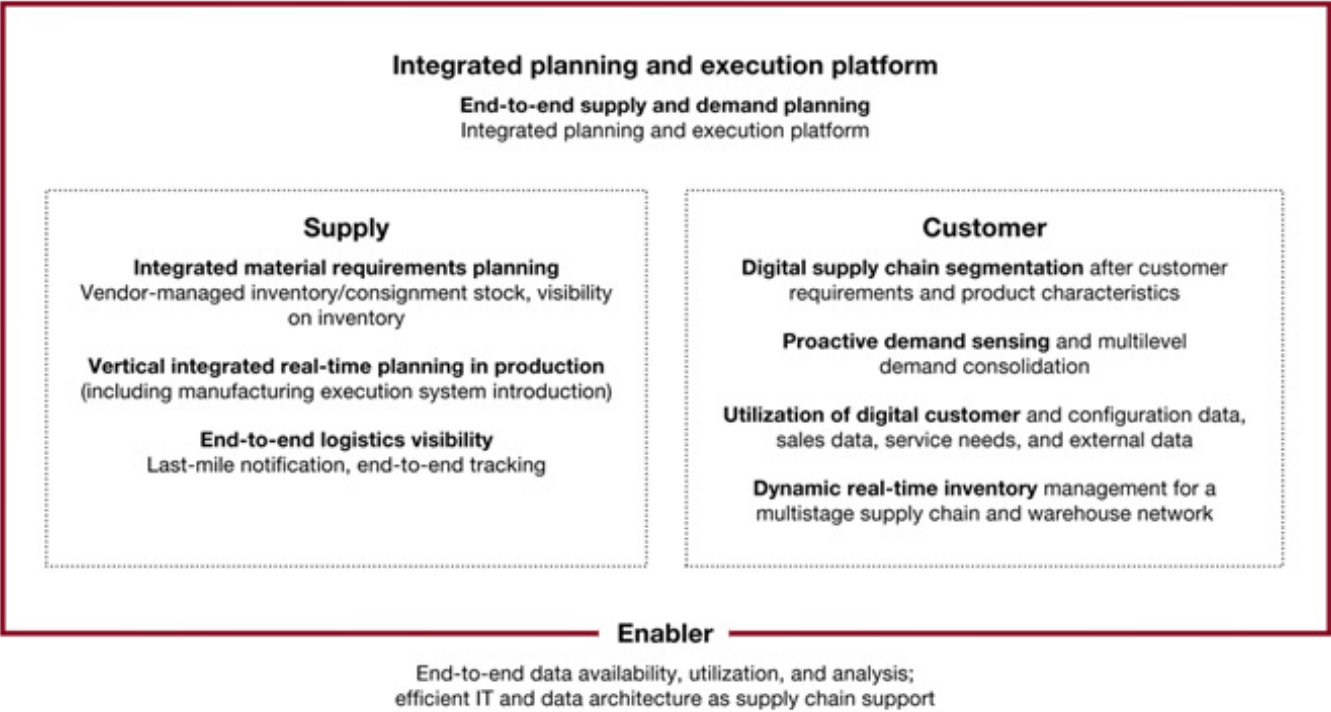 Integrated planning and execution platform
End-to-end supply and demand planning
Integrated planning and execution platform
Supply
Integrated material requirements planning
Vendor-managed inventory/consignment stock, visibility
on inventory
Vertical integrated real-time planning in production
(including manufacturing execution system introduction)
End-to-end logistics visibility
Last-mile notification, end-to-end tracking
Customer
Digital supply chain segmentation after customer
requirements and product characteristics
Proactive demand sensing and multilevel
demand consolidation
Utilization of digital customer and configuration data,
sales data, service needs, and external data
Dynamic real-time inventory management for a
multistage supply chain and warehouse network
Enabler
End-to-end data availability, utilization, and analysis;
efficient IT and data architecture as supply chain support